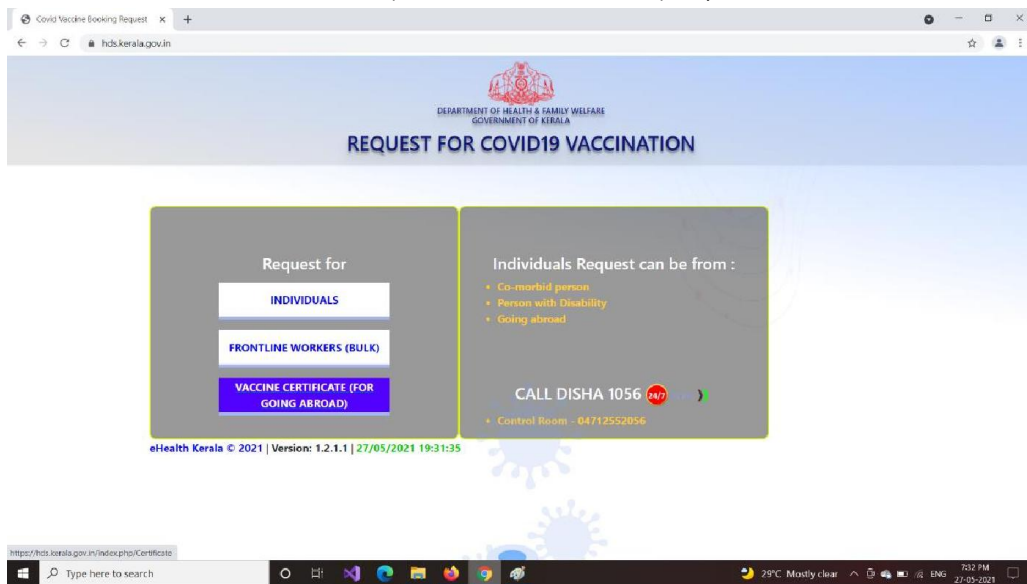 Covid Vaccine Booking Request
hds.kerala.gov.in
DEPARTMENT OF HEALTH & FAMILY WELFARE
GOVERNMENT OF KERALA
REQUEST FOR COVID19 VACCINATION
Request for
INDIVIDUALS
FRONTLINE WORKERS (BULK)
VACCINE CERTIFICATE (FOR
GOING ABROAD)
Individuals Request can be from :
Co-morbid person
Person with Disability
Going abroad
CALL DISHA 1056 24/7
Control Room - 04712552056
eHealth Kerala © 2021 | Version: 1.2.1.1 | 27/05/2021 19:31:35
https://hds.kerala.gov.in/index.php/Certificate
Type here to search
29°C Mostly clear
ENG
7:32 PM
27-05-2021